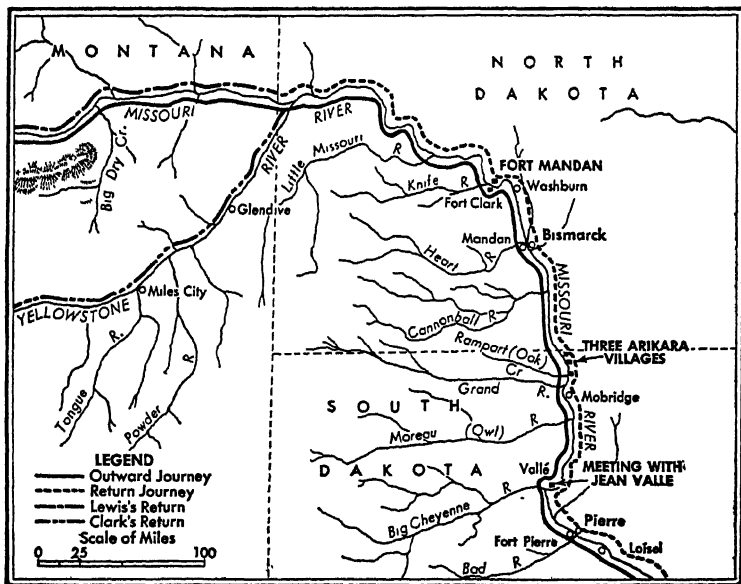 MONTANA
NORTH
DAKOTA
MISSOURI
RIVER
Big Dry Cr.
RIVER
Little Missouri R
FORT MANDAN
Washburn
Knife R
Fort Clark
Glendive
Mandan
Bismarck
Heart R
MISSOURI
Miles City
YELLOWSTONE
Cannonball R
Rampart (Oak)
Cr
THREE ARIKARA
VILLAGES
Tongue R.
Powder R
Grand R.
Mobridge
SOUTH
Moreau (Owl) R
RIVER
DAKOTA
Vallé
MEETING WITH
JEAN VALLE
Big Cheyenne R
Fort Pierre
Pierre
Loisel
Bad R
LEGEND
Outward Journey
Return Journey
Lewis's Return
Clark's Return
Scale of Miles
0 25 100